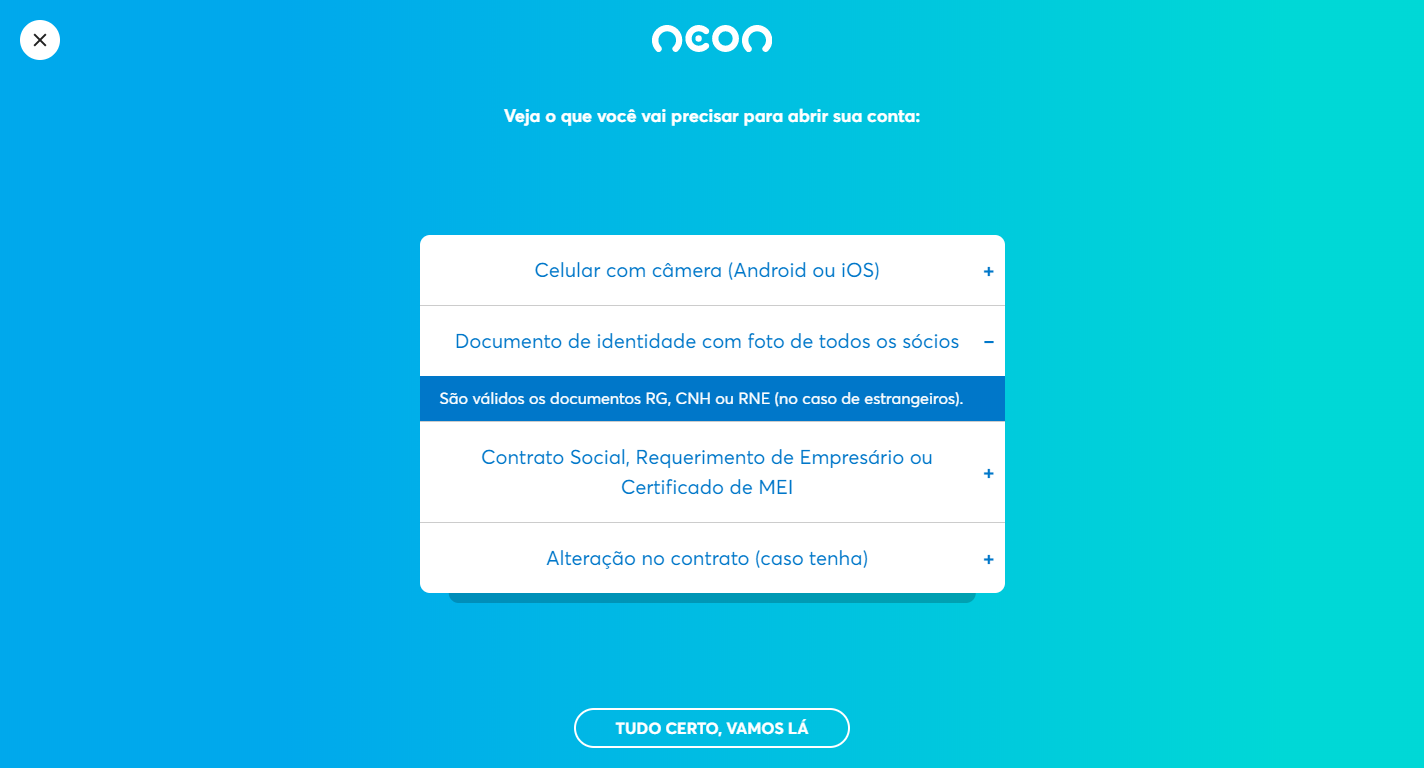 neon
Veja o que você vai precisar para abrir sua conta:
Celular com câmera (Android ou iOS)
Documento de identidade com foto de todos os sócios
São válidos os documentos RG, CNH ou RNE (no caso de estrangeiros).
Contrato Social, Requerimento de Empresário ou
Certificado de MEI
Alteração no contrato (caso tenha)
TUDO CERTO, VAMOS LÁ